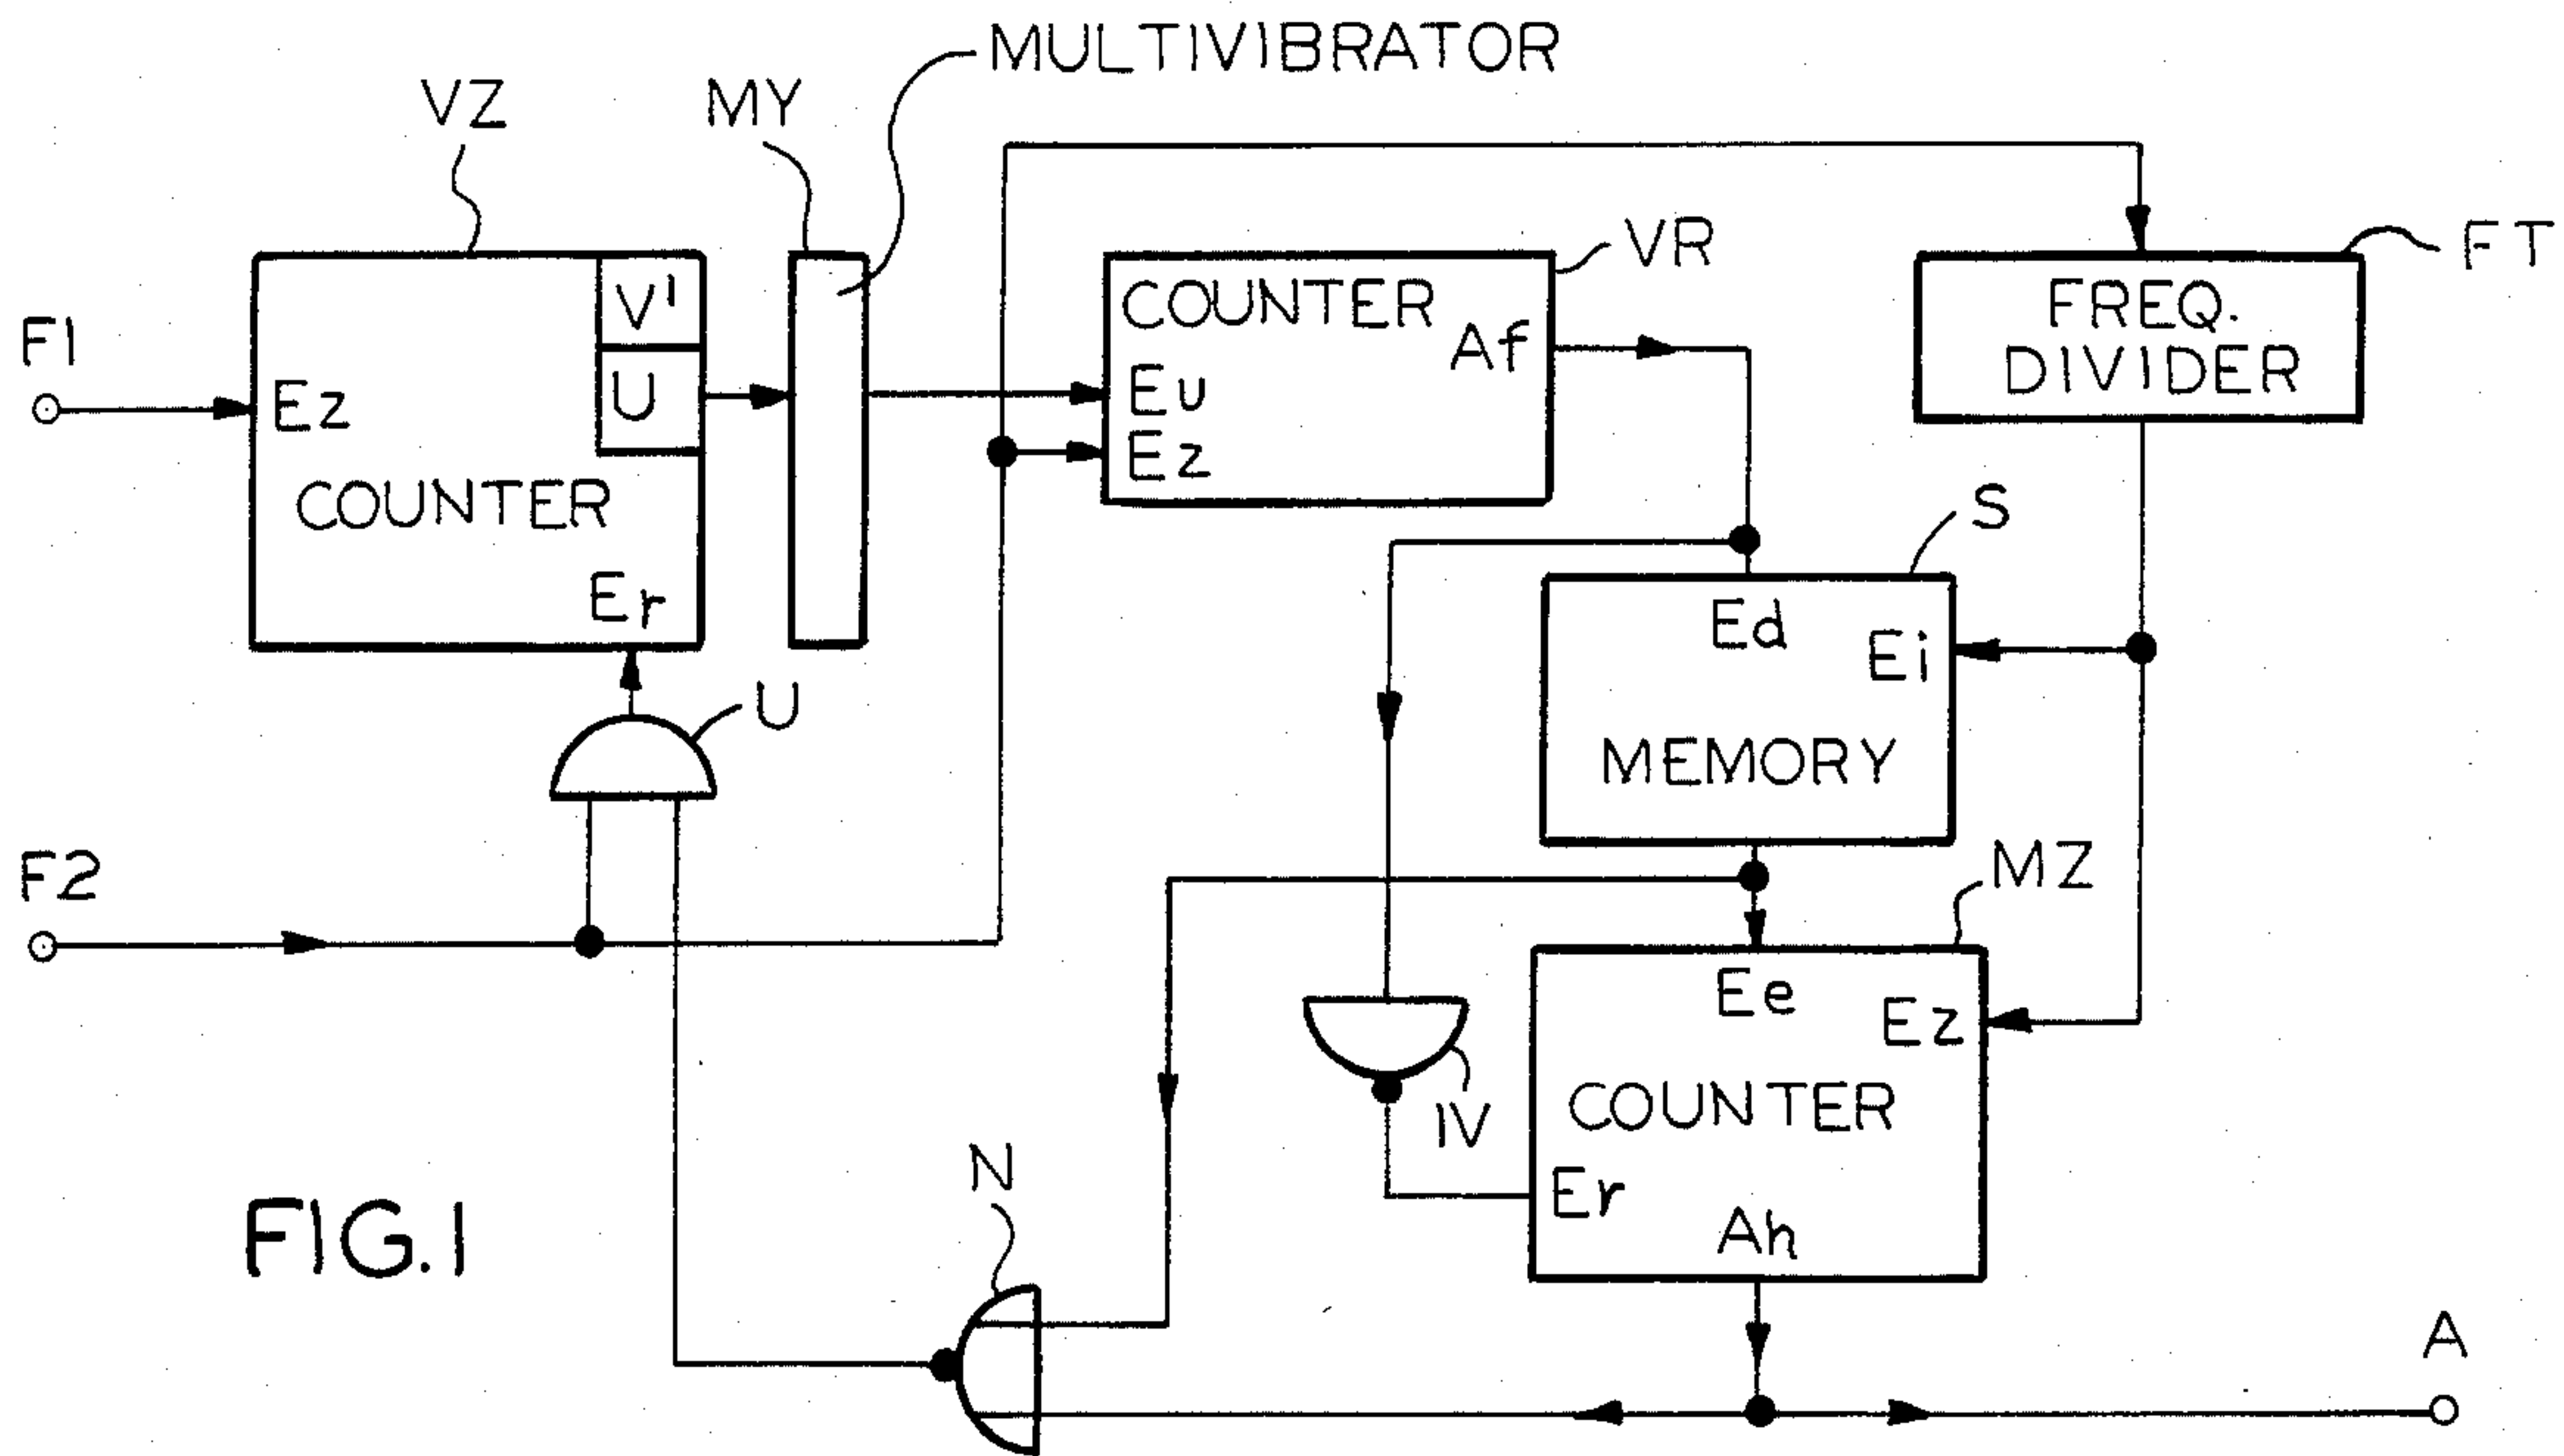 MULTIVIBRATOR
VZ
MY
VR
FT
F1
Ez
V'
U
COUNTER
Er
COUNTER
Af
Eu
Ez
FREQ.
DIVIDER
S
Ed
Ei
MEMORY
U
F2
MZ
Ee
Ez
COUNTER
Er
Ah
IV
N
A
FIG.1